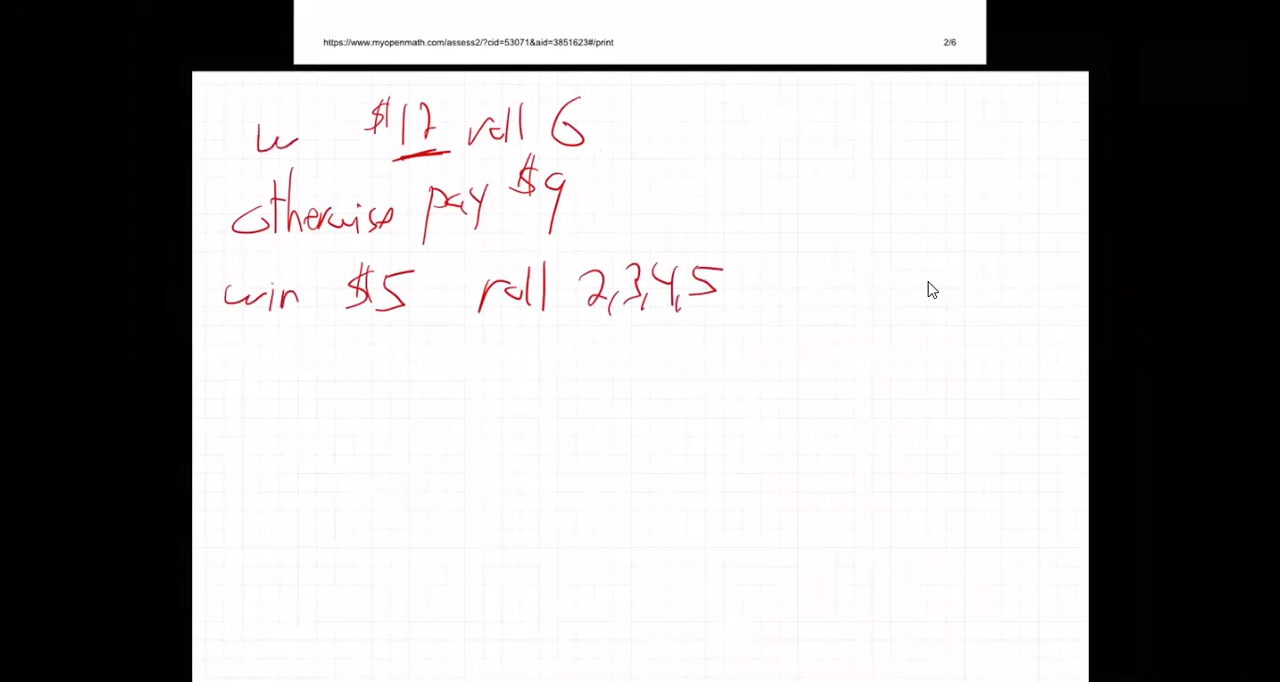 https://www.myopenmath.com/assess2/?cid=53071&aid=3851623#/print 2/6
w $12 roll 6
otherwise pay $9
win $5 roll 2,3,4,5